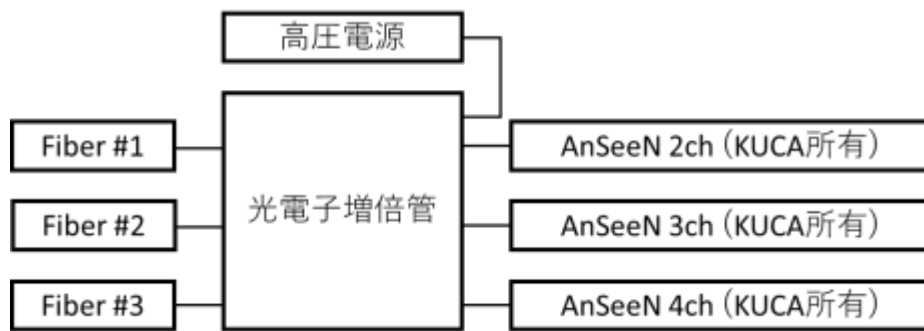 高圧電源
Fiber #1
光電子増倍管
AnSeeN 2ch (KUCA所有)
Fiber #2
AnSeeN 3ch (KUCA所有)
Fiber #3
AnSeeN 4ch (KUCA所有)